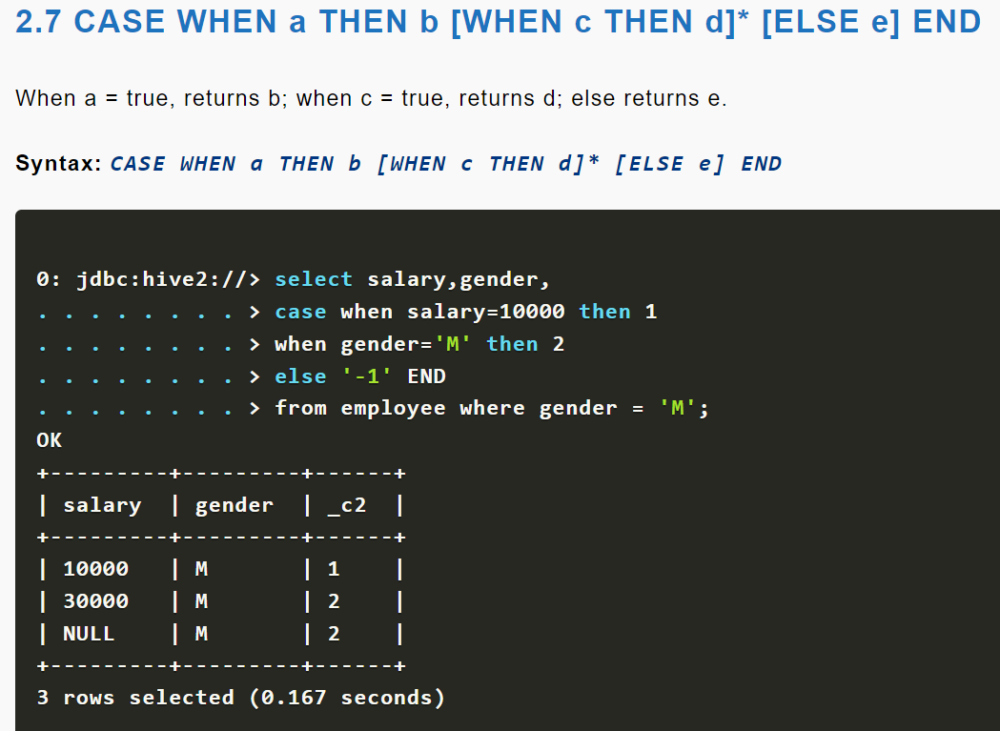 2.7 CASE WHEN a THEN b [WHEN c THEN d]* [ELSE e] END
When a = true, returns b; when c = true, returns d; else returns e.
Syntax: CASE WHEN a THEN b [WHEN c THEN d]* [ELSE e] END
0: jdbc:hive2://> select salary,gender,
. . . . . . . . > case when salary=10000 then 1
. . . . . . . . > when gender='M' then 2
. . . . . . . . > else '-1' END
. . . . . . . . > from employee where gender = 'M';
OK
+---------+---------+------+
| salary  | gender  | _c2  |
+---------+---------+------+
| 10000   | M       | 1    |
| 30000   | M       | 2    |
| NULL    | M       | 2    |
+---------+---------+------+
3 rows selected (0.167 seconds)